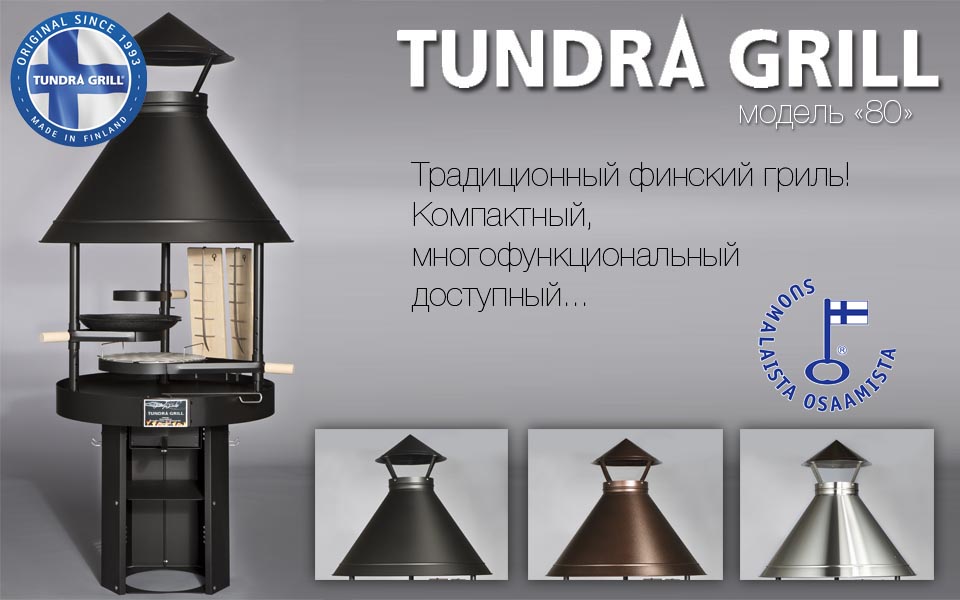 ORIGINAL SINCE 1993
TUNDRA GRILL
- MADE IN FINLAND -
TUNDRA GRILL
модель «80»
Традиционный финский гриль!
Компактный,
многофункциональный
доступный...
SUOMALAISTA OSAAMISTA
®
TUNDRA GRILL